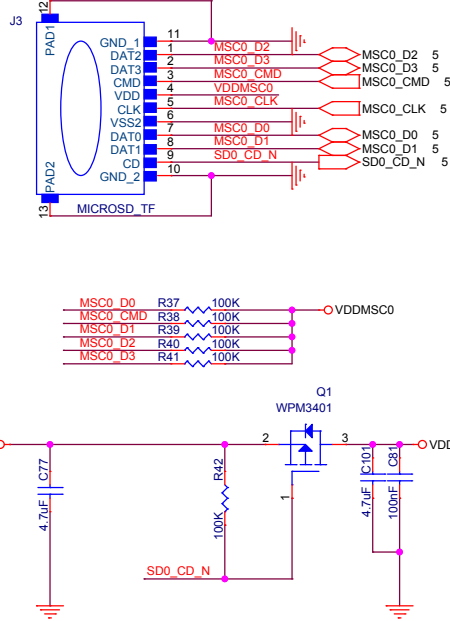 12
J3
PAD1
GND_1 11
DAT2 1 MSC0_D2 MSC0_D2 5
DAT3 2 MSC0_D3 MSC0_D3 5
CMD 3 MSC0_CMD MSC0_CMD 5
VDD 4 VDDMSC0
CLK 5 MSC0_CLK MSC0_CLK 5
VSS2 6
DAT0 7 MSC0_D0 MSC0_D0 5
DAT1 8 MSC0_D1 MSC0_D1 5
CD 9 SD0_CD_N SD0_CD_N 5
GND_2 10
PAD2
13 MICROSD_TF
MSC0_D0 R37 100K VDDMSC0
MSC0_CMD R38 100K
MSC0_D1 R39 100K
MSC0_D2 R40 100K
MSC0_D3 R41 100K
Q1
WPM3401
2 3 VDD
C77 4.7uF
R42 100K
1
C101 4.7uF
C81 100nF
SD0_CD_N